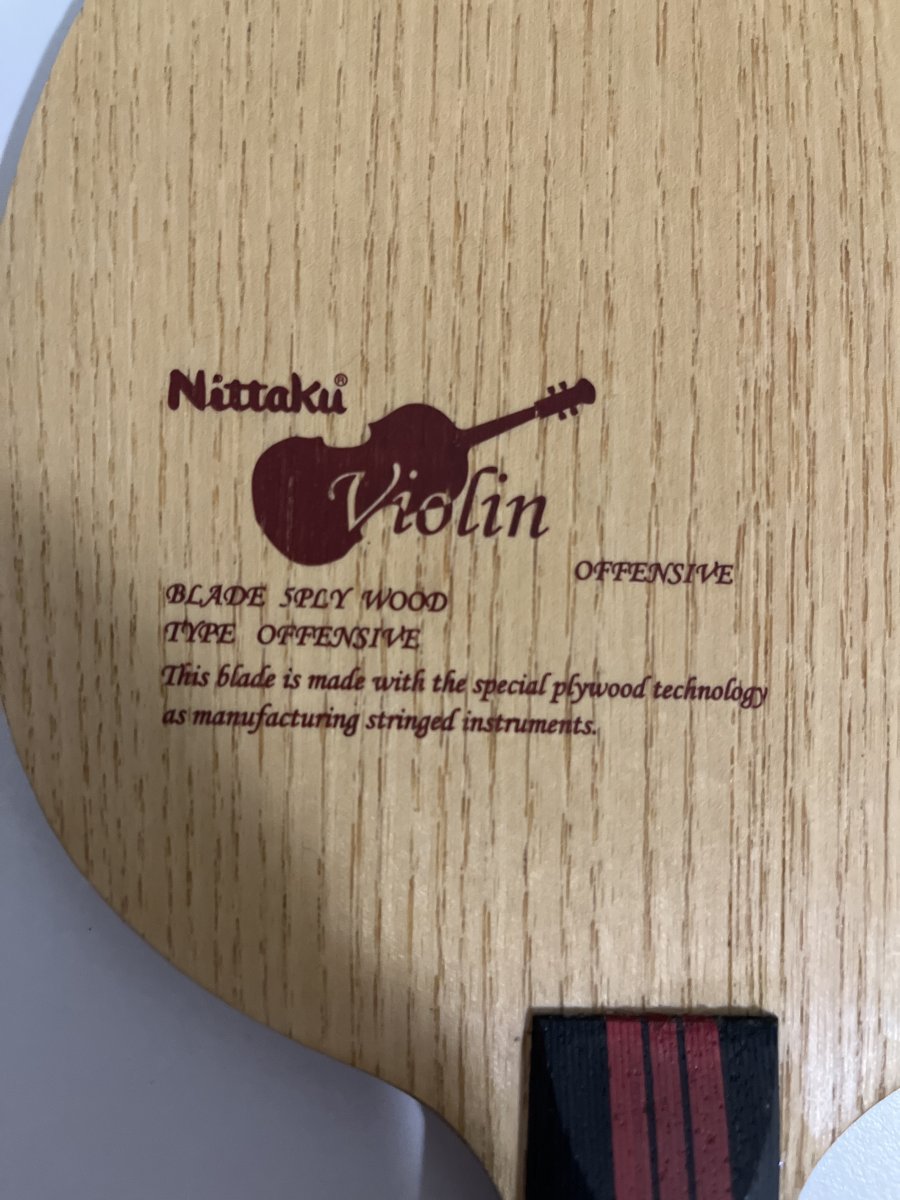 Nittaku®
Violin
OFFENSIVE
BLADE 5PLY WOOD
TYPE OFFENSIVE
This blade is made with the special plywood technology
as manufacturing stringed instruments.